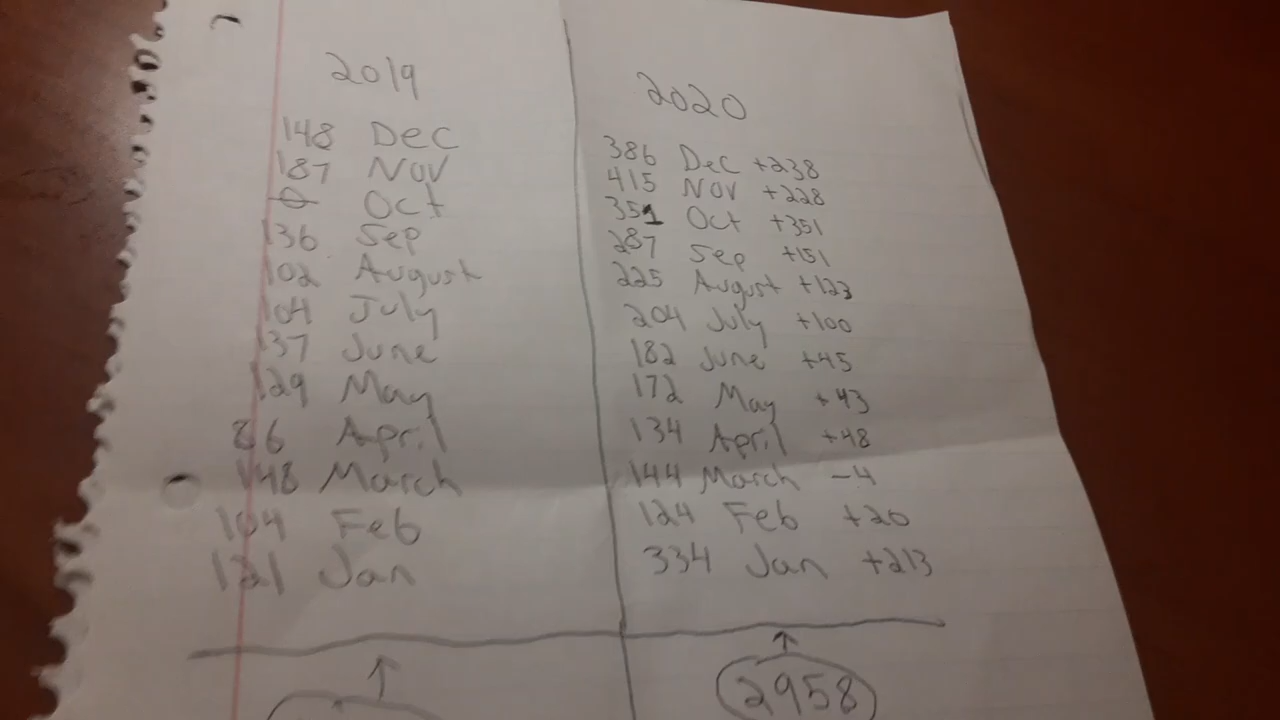 2019
148 Dec
187 Nov
0 Oct
136 Sep
102 August
104 July
137 June
129 May
86 April
148 March
104 Feb
121 Jan
2020
386 Dec +238
415 Nov +228
351 Oct +351
287 Sep +151
225 August +123
204 July +100
182 June +45
172 May +43
134 April +48
144 March -4
124 Feb +20
334 Jan +213
2958